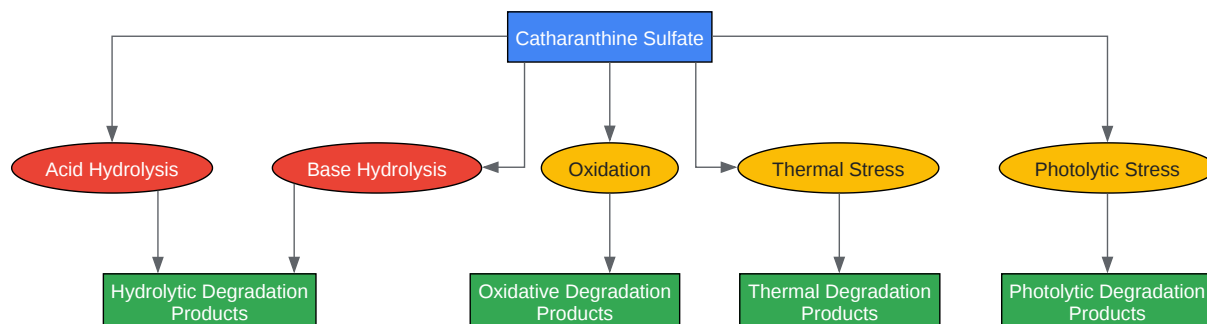 Catharanthine Sulfate
Acid Hydrolysis
Base Hydrolysis
Oxidation
Thermal Stress
Photolytic Stress
Hydrolytic Degradation
Products
Oxidative Degradation
Products
Thermal Degradation
Products
Photolytic Degradation
Products